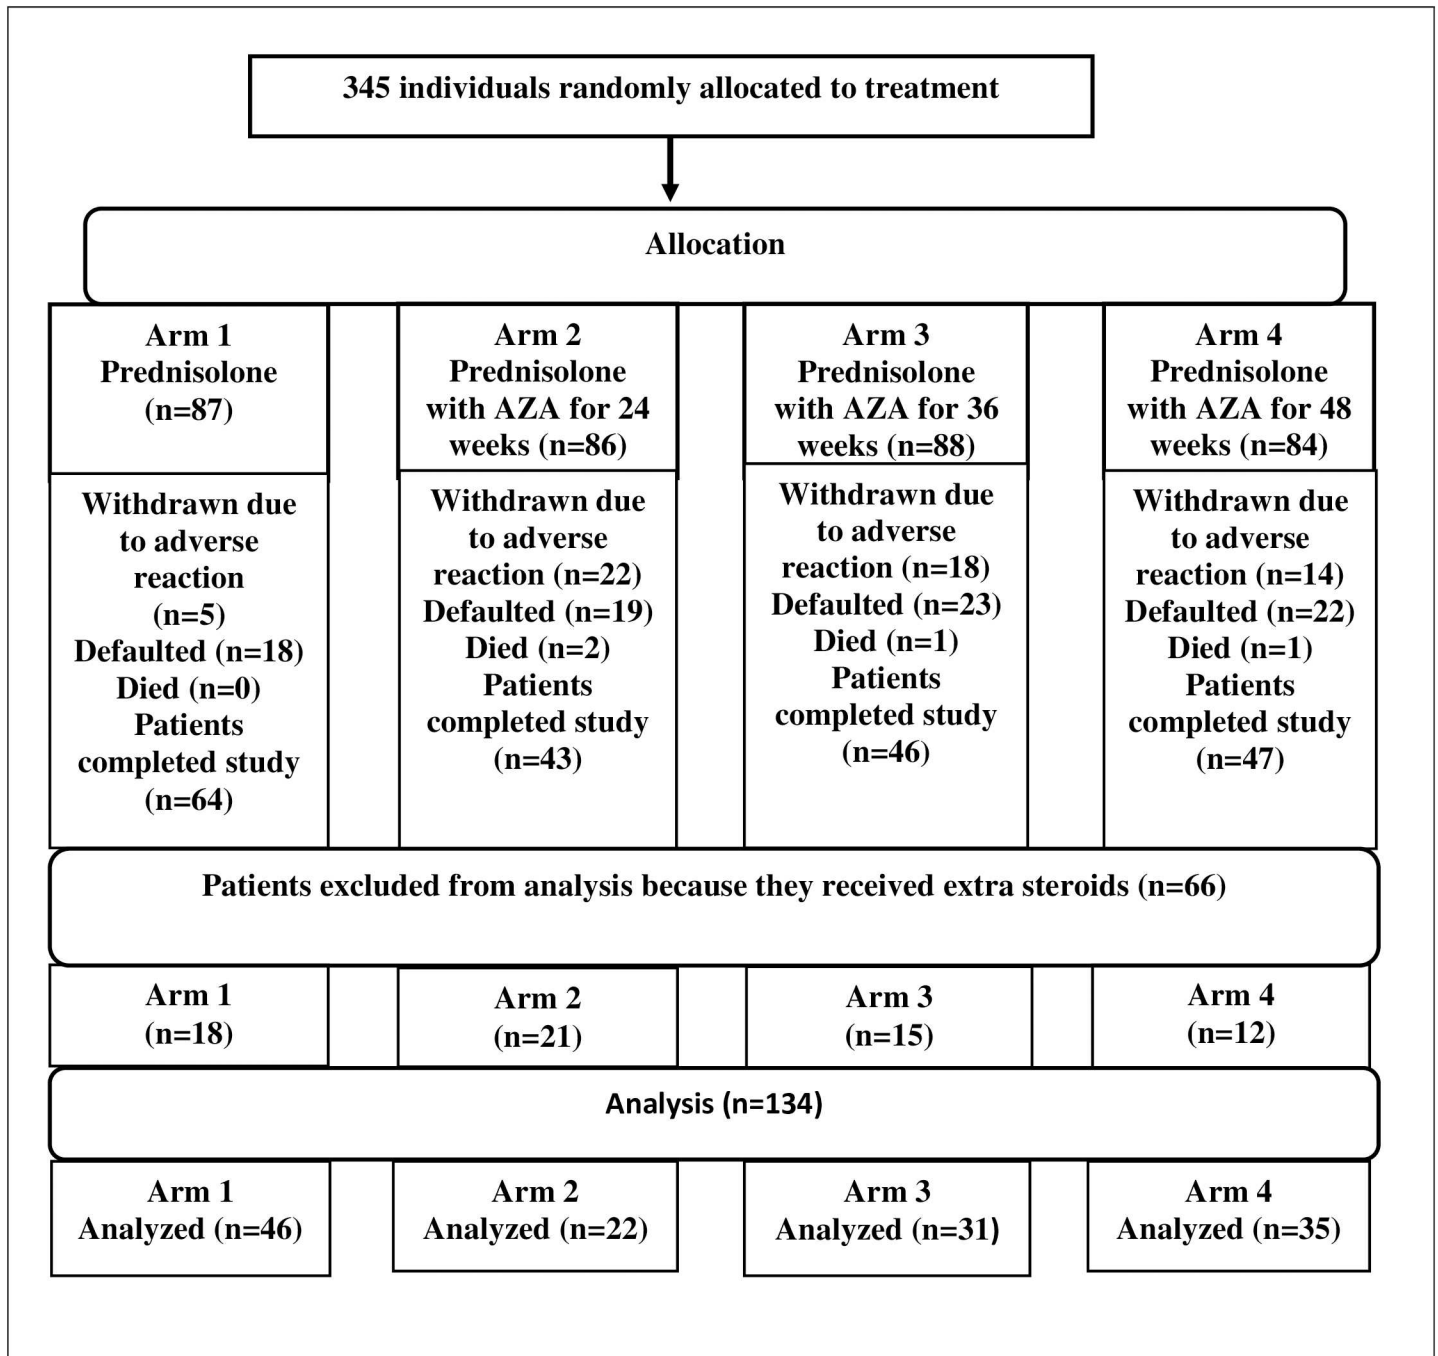 345 individuals randomly allocated to treatment
Allocation
Arm 1
Prednisolone
(n=87)
Arm 2
Prednisolone
with AZA for 24
weeks (n=86)
Arm 3
Prednisolone
with AZA for 36
weeks (n=88)
Arm 4
Prednisolone
with AZA for 48
weeks (n=84)
Withdrawn due
to adverse
reaction
(n=5)
Defaulted (n=18)
Died (n=0)
Patients
completed study
(n=64)
Withdrawn due
to adverse
reaction (n=22)
Defaulted (n=19)
Died (n=2)
Patients
completed study
(n=43)
Withdrawn due
to adverse
reaction (n=18)
Defaulted (n=23)
Died (n=1)
Patients
completed study
(n=46)
Withdrawn due
to adverse
reaction (n=14)
Defaulted (n=22)
Died (n=1)
Patients
completed study
(n=47)
Patients excluded from analysis because they received extra steroids (n=66)
Arm 1
(n=18)
Arm 2
(n=21)
Arm 3
(n=15)
Arm 4
(n=12)
Analysis (n=134)
Arm 1
Analyzed (n=46)
Arm 2
Analyzed (n=22)
Arm 3
Analyzed (n=31)
Arm 4
Analyzed (n=35)